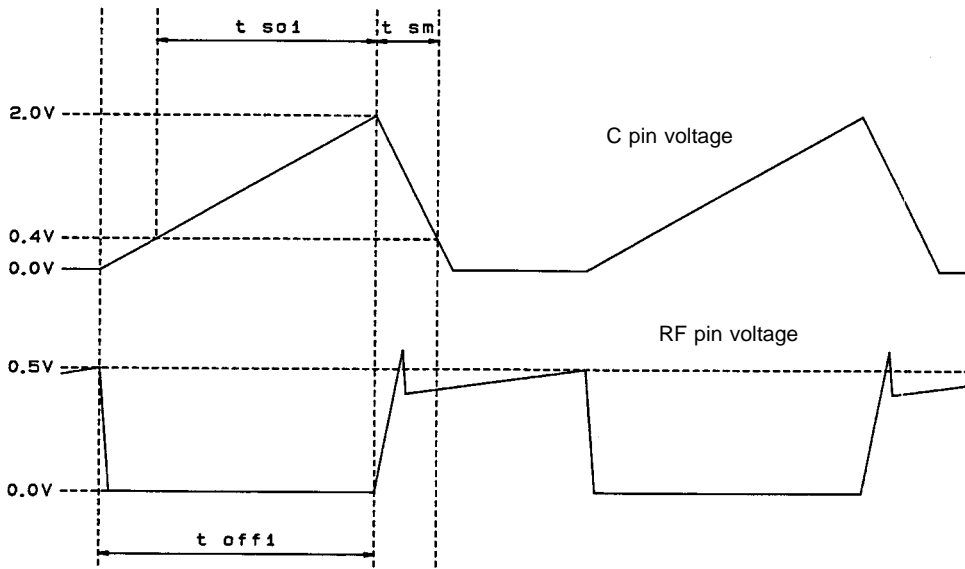 t so1
t sm
2.0V
C pin voltage
0.4V
0.0V
RF pin voltage
0.5V
0.0V
t off1